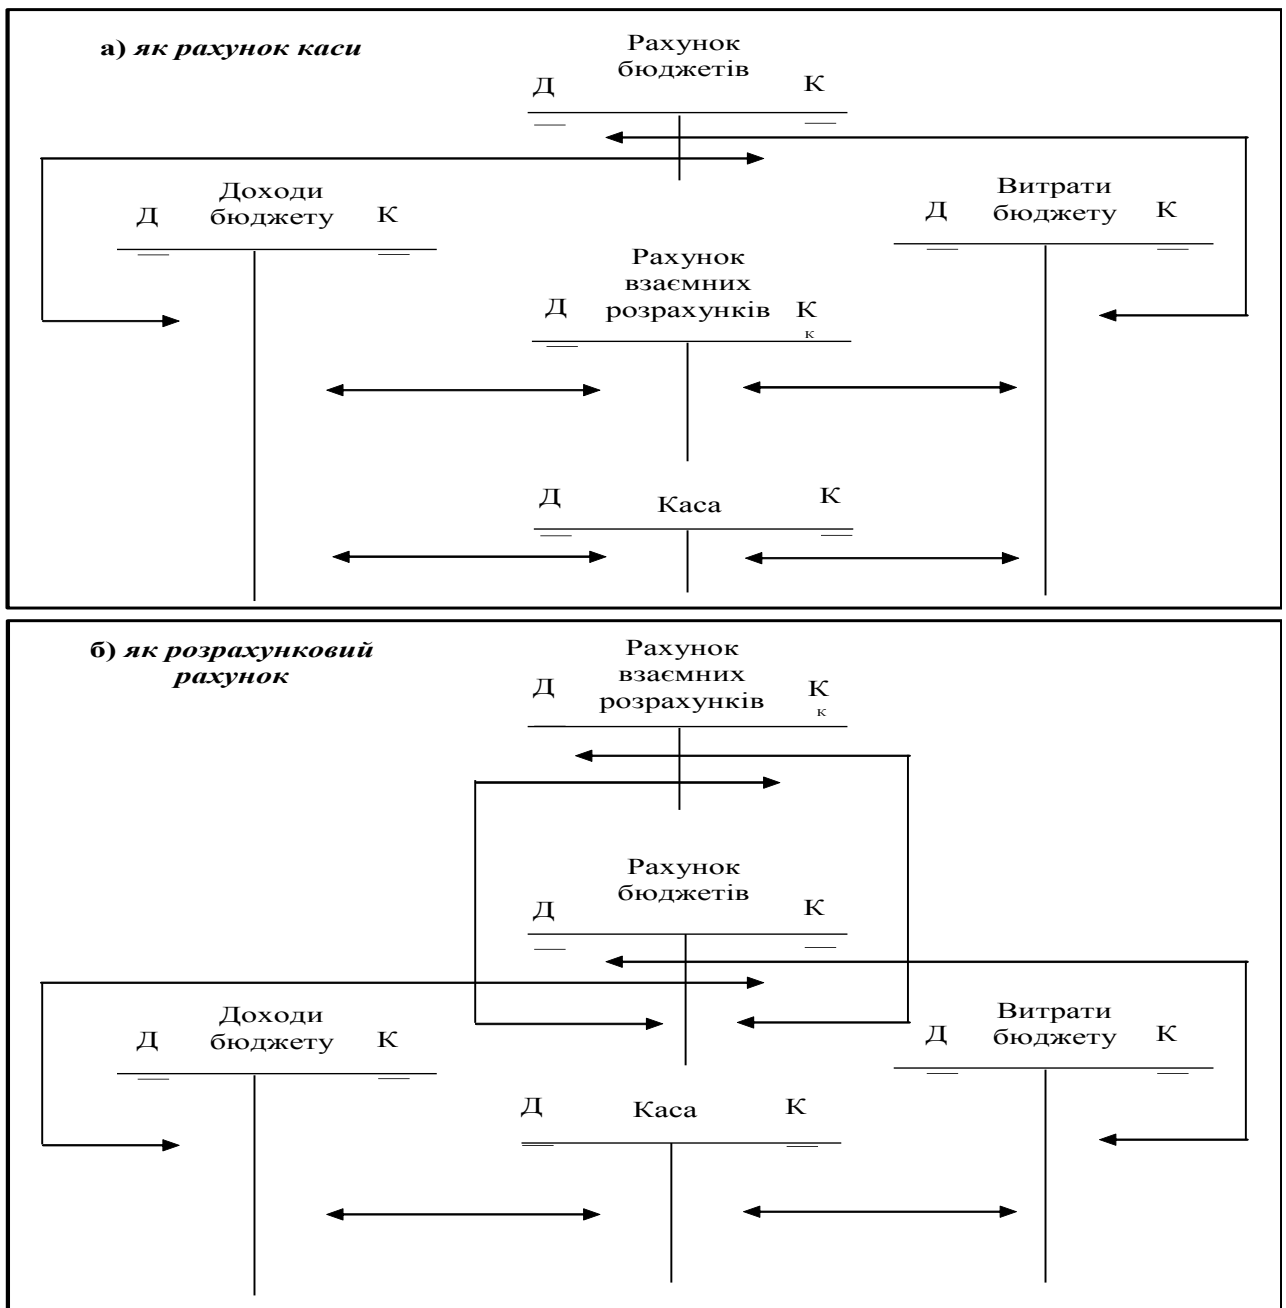 а) як рахунок каси
Рахунок
бюджетів
Д К
Доходи
бюджету
Д К
Витрати
бюджету
Д К
Рахунок
взаємних
розрахунків
Д К
к
Д Каса К
б) як розрахунковий
рахунок
Рахунок
взаємних
розрахунків
Д К
к
Рахунок
бюджетів
Д К
Доходи
бюджету
Д К
Витрати
бюджету
Д К
Д Каса К